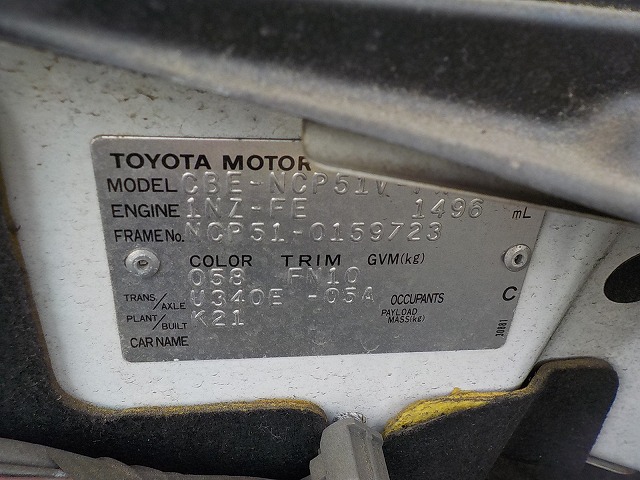 TOYOTA MOTOR
MODEL CBE-NCP51V-
ENGINE 1NZ-FE 1496 mL
FRAME No. NCP51-0159723
COLOR TRIM GVM(kg)
058 FN10
TRANS/AXLE U340E -05A OCCUPANTS C
PLANT/BUILT K21 PAYLOAD MASS(kg)
CAR NAME
30881